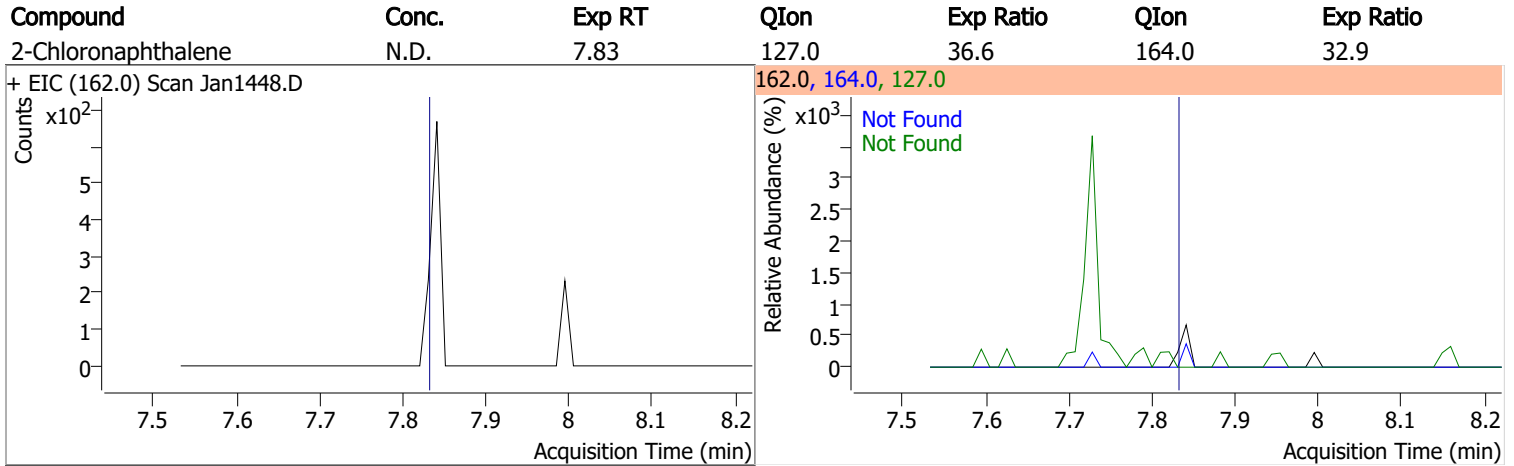 Compound Conc. Exp RT QIon Exp Ratio QIon Exp Ratio
2-Chloronaphthalene N.D. 7.83 127.0 36.6 164.0 32.9
+ EIC (162.0) Scan Jan1448.D
Counts
x10²
5
4
3
2
1
0
7.5 7.6 7.7 7.8 7.9 8 8.1 8.2
Acquisition Time (min)
162.0, 164.0, 127.0
Relative Abundance (%)
x10³
Not Found
Not Found
3
2.5
2
1.5
1
0.5
0
7.5 7.6 7.7 7.8 7.9 8 8.1 8.2
Acquisition Time (min)